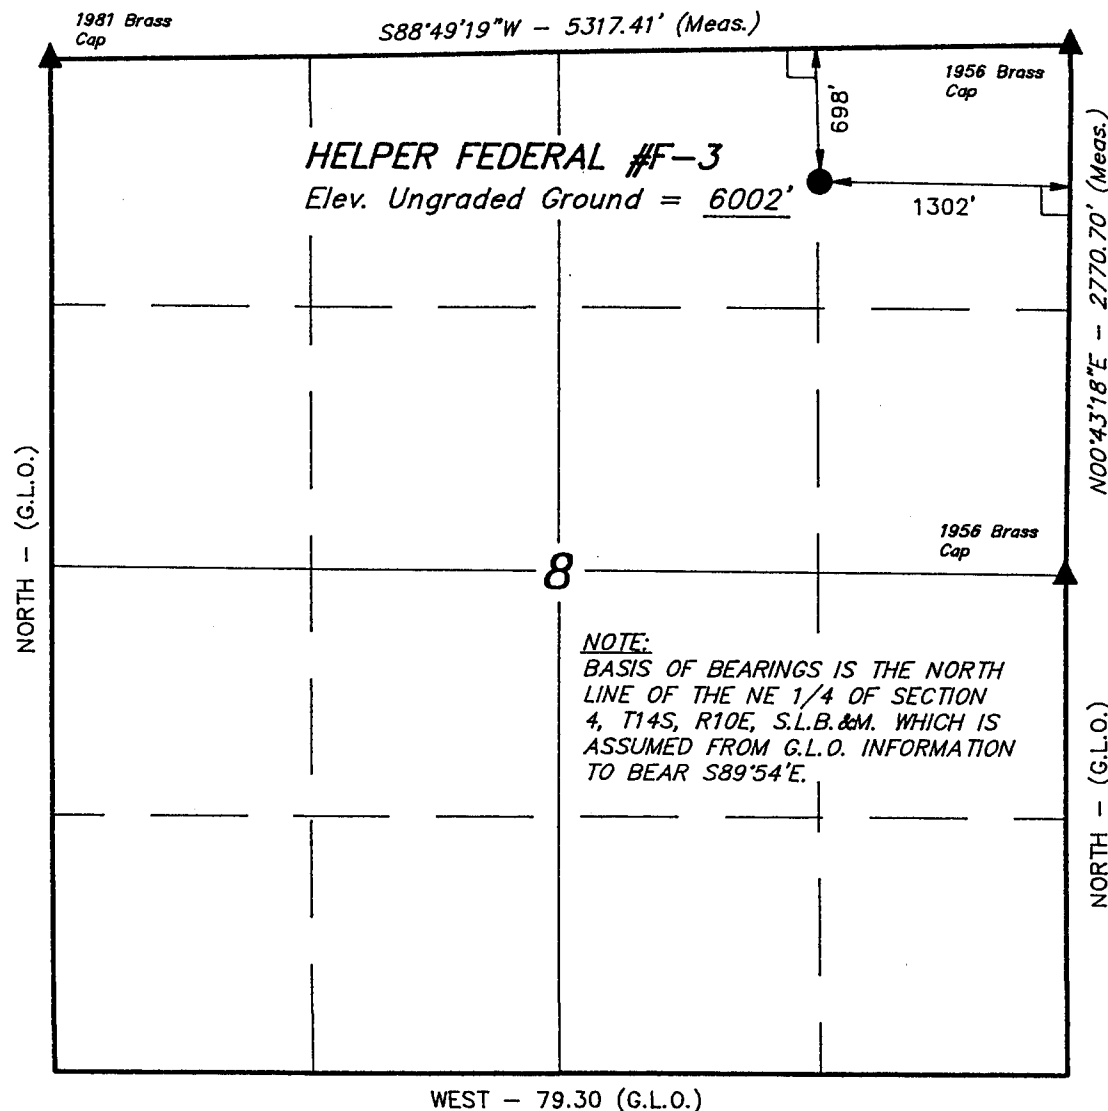 1981 Brass
Cap
S88°49'19"W - 5317.41' (Meas.)
1956 Brass
Cap
698'
HELPER FEDERAL #F-3
Elev. Ungraded Ground = 6002'
1302'
N00°43'18"E - 2770.70' (Meas.)
NORTH - (G.L.O.)
1956 Brass
Cap
8
NOTE:
BASIS OF BEARINGS IS THE NORTH
LINE OF THE NE 1/4 OF SECTION
4, T14S, R10E, S.L.B.&M. WHICH IS
ASSUMED FROM G.L.O. INFORMATION
TO BEAR S89°54'E.
NORTH - (G.L.O.)
WEST - 79.30 (G.L.O.)